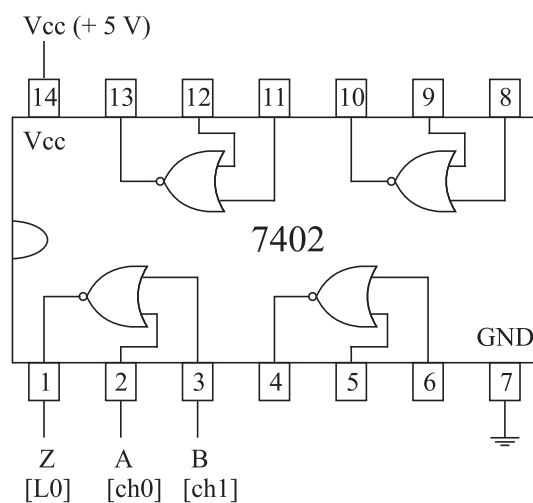 Vcc (+ 5 V)
14 13 12 11 10 9 8
Vcc
7402
GND
1 2 3 4 5 6 7
Z A B
[L0] [ch0] [ch1]